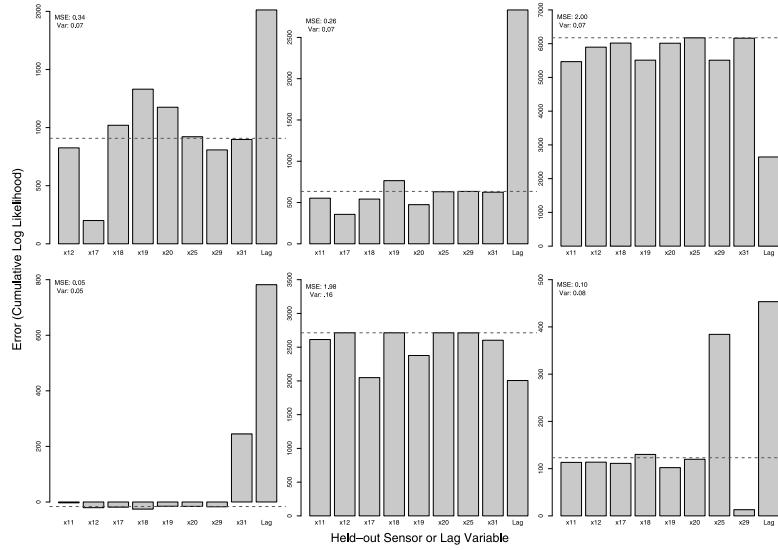 Error (Cumulative Log Likelihood)
MSE: 0.34
Var: 0.07
2000
1500
1000
500
0
x12 x17 x18 x19 x20 x25 x29 x31 Lag
MSE: 0.26
Var: 0.07
2500
2000
1500
1000
500
0
x11 x17 x18 x19 x20 x25 x29 x31 Lag
MSE: 2.00
Var: 0.07
7000
6000
5000
4000
3000
2000
1000
0
x11 x12 x18 x19 x20 x25 x29 x31 Lag
MSE: 0.05
Var: 0.05
800
600
400
200
0
x11 x12 x17 x18 x19 x20 x29 x31 Lag
MSE: 1.98
Var: .16
3000
2500
2000
1500
1000
500
0
x11 x12 x17 x18 x19 x20 x25 x31 Lag
MSE: 0.10
Var: 0.08
500
400
300
200
100
0
x11 x12 x17 x18 x19 x20 x25 x29 Lag
Held–out Sensor or Lag Variable